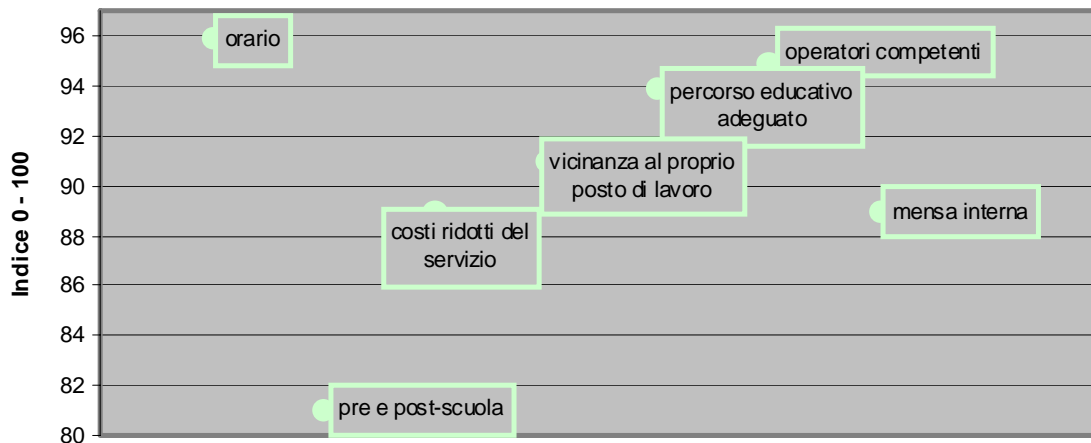 Indice 0 - 100
96
94
92
90
88
86
84
82
80
orario
operatori competenti
percorso educativo
adeguato
vicinanza al proprio
posto di lavoro
mensa interna
costi ridotti del
servizio
pre e post-scuola